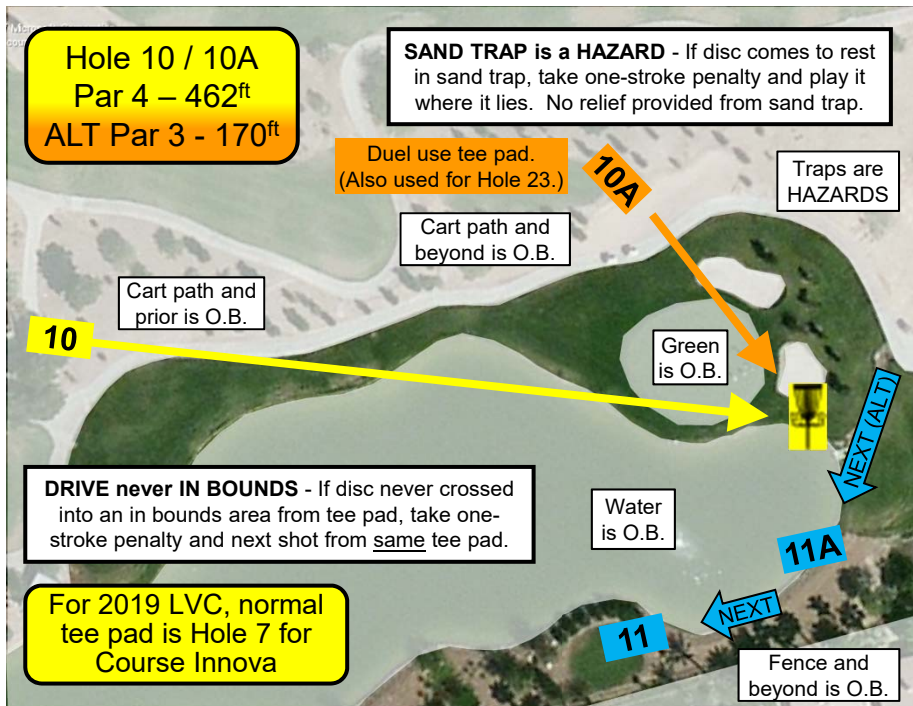 Hole 10 / 10A
Par 4 – 462ft
ALT Par 3 - 170ft
SAND TRAP is a HAZARD - If disc comes to rest
in sand trap, take one-stroke penalty and play it
where it lies. No relief provided from sand trap.
Duel use tee pad.
(Also used for Hole 23.)
10A
Traps are
HAZARDS
Cart path and
beyond is O.B.
Cart path and
prior is O.B.
10
Green
is O.B.
NEXT (ALT)
DRIVE never IN BOUNDS - If disc never crossed
into an in bounds area from tee pad, take one-
stroke penalty and next shot from same tee pad.
Water
is O.B.
11A
NEXT
11
For 2019 LVC, normal
tee pad is Hole 7 for
Course Innova
Fence and
beyond is O.B.